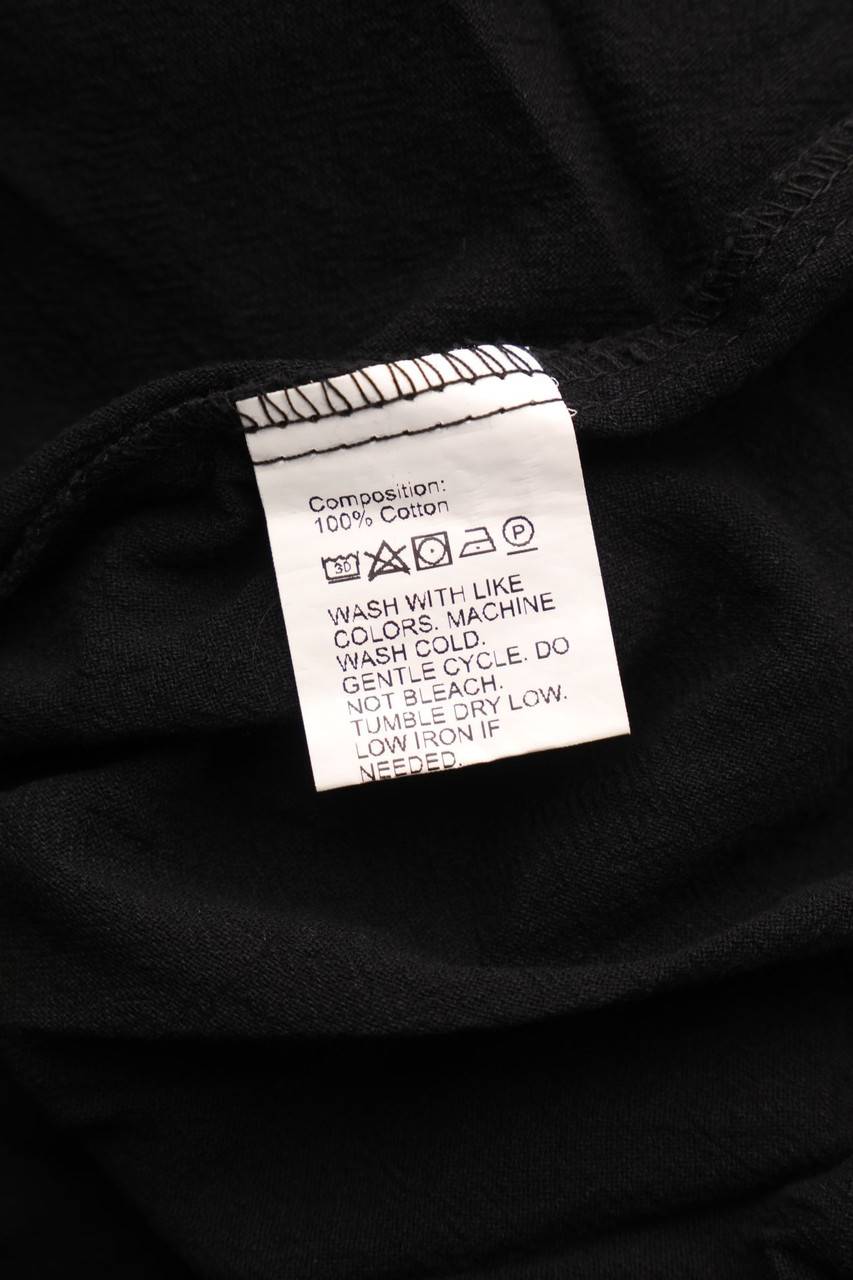 Composition:
100% Cotton
30 P
WASH WITH LIKE
COLORS. MACHINE
WASH COLD.
GENTLE CYCLE. DO
NOT BLEACH.
TUMBLE DRY LOW.
LOW IRON IF
NEEDED.